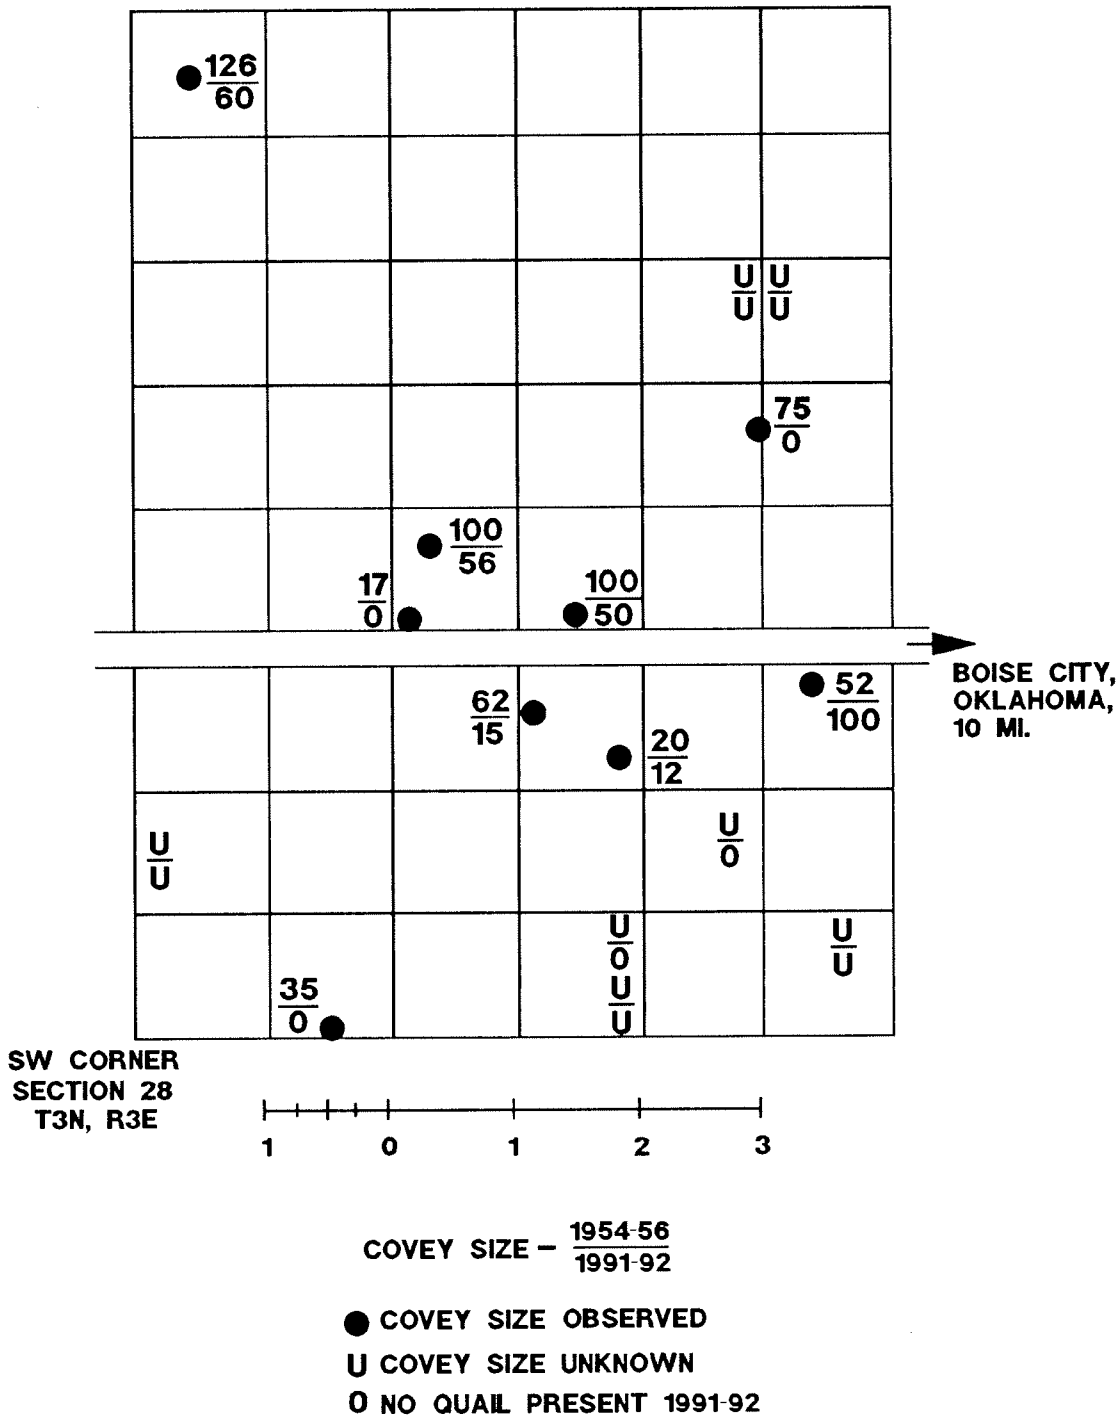 126
60
U U
U U
75
0
100
56
17
0
100
50
BOISE CITY,
OKLAHOMA,
10 MI.
52
100
62
15
20
12
U
U
U
0
U
0
U
U
U
U
35
0
SW CORNER
SECTION 28
T3N, R3E
1 0 1 2 3
COVEY SIZE – 1954-56
1991-92
COVEY SIZE OBSERVED
U COVEY SIZE UNKNOWN
0 NO QUAIL PRESENT 1991-92